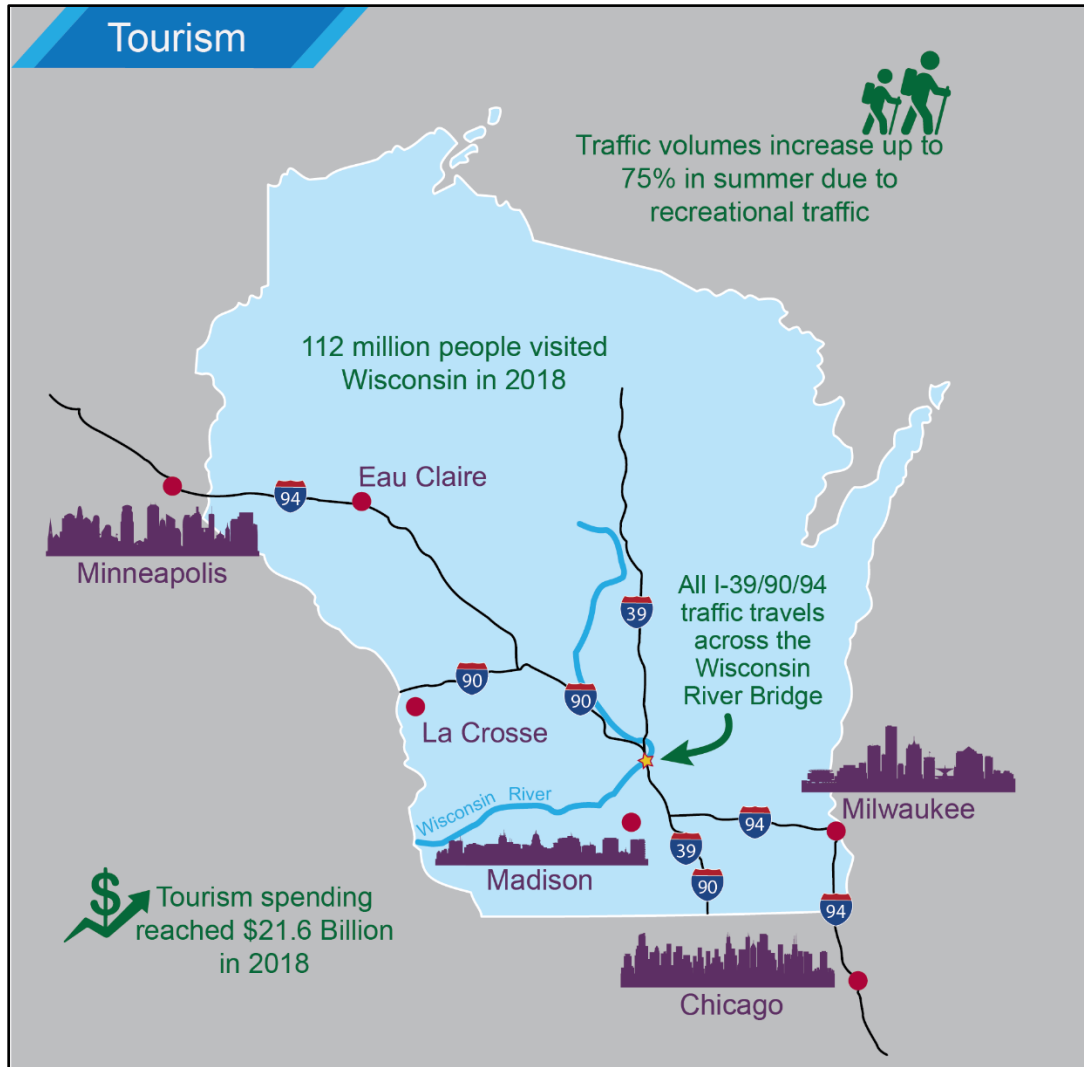 Tourism
Traffic volumes increase up to
75% in summer due to
recreational traffic
112 million people visited
Wisconsin in 2018
Eau Claire
94
Minneapolis
39
All I-39/90/94
traffic travels
across the
Wisconsin
River Bridge
90
90
La Crosse
Milwaukee
Wisconsin River
94
39
Madison
90
94
$
Tourism spending
reached $21.6 Billion
in 2018
Chicago